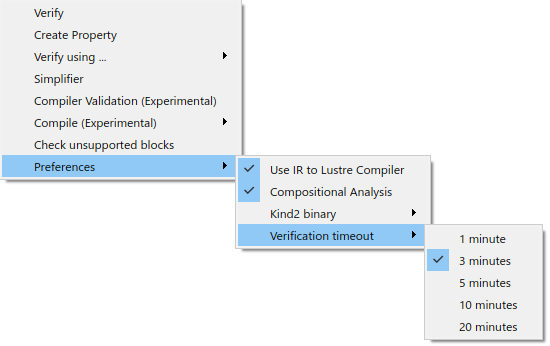 Verify
Create Property
Verify using ...
Simplifier
Compiler Validation (Experimental)
Compile (Experimental)
Check unsupported blocks
Preferences
Use IR to Lustre Compiler
Compositional Analysis
Kind2 binary
Verification timeout
1 minute
3 minutes
5 minutes
10 minutes
20 minutes